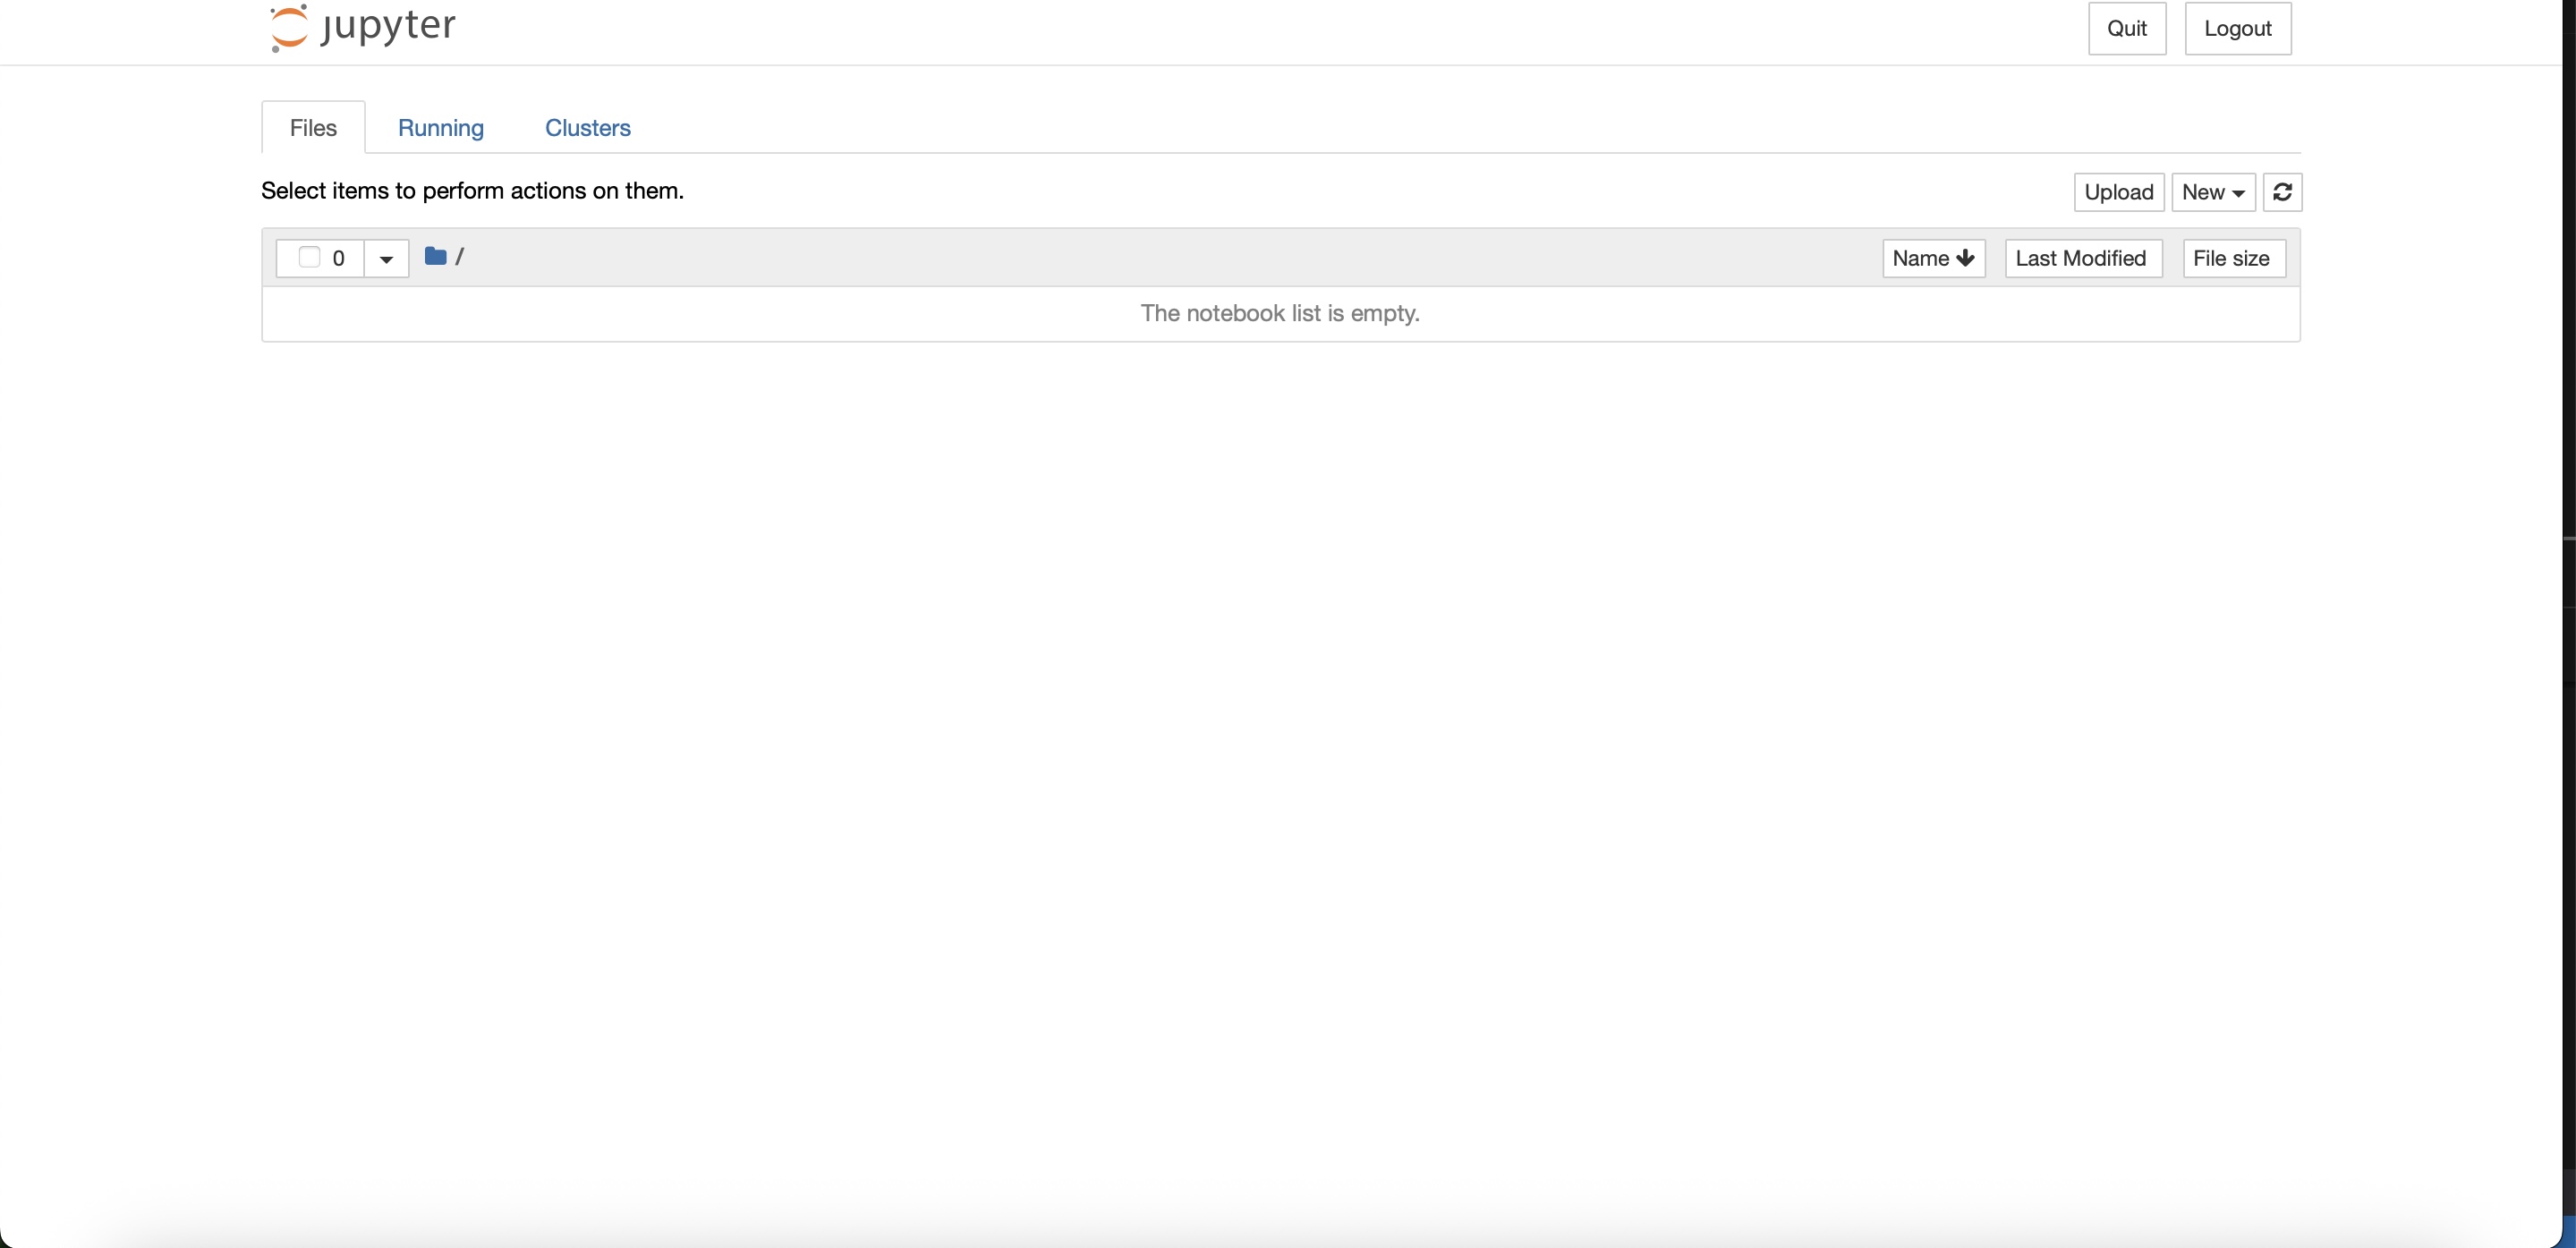 jupyter
Quit Logout
Files Running Clusters
Select items to perform actions on them.
Upload New
0 /
Name Last Modified File size
The notebook list is empty.